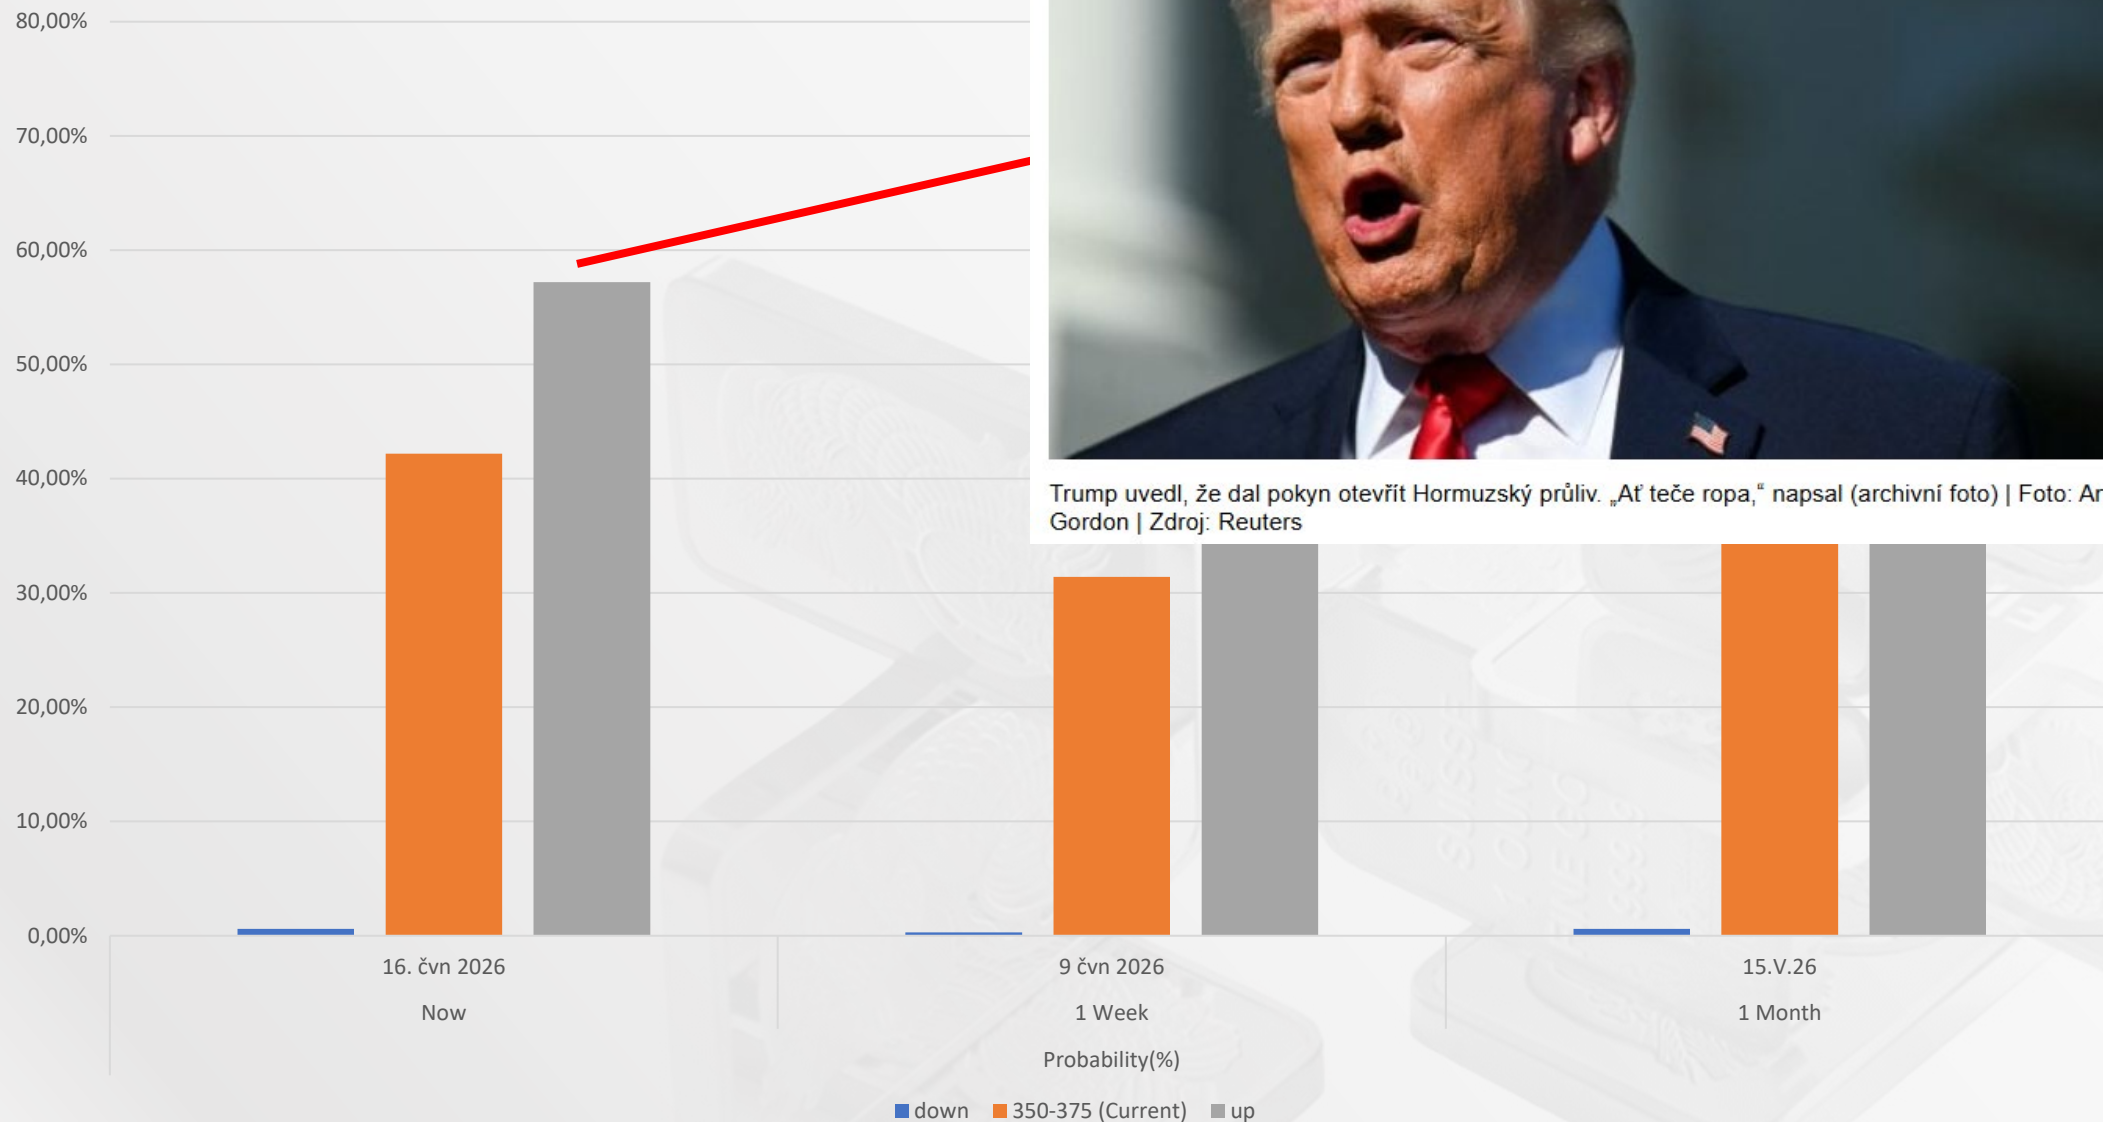 80,00%
70,00%
60,00%
50,00%
40,00%
30,00%
20,00%
10,00%
0,00%
Trump uvedl, že dal pokyn otevřít Hormuzský průliv. „Ať teče ropa,“ napsal (archivní foto) | Foto:
Gordon | Zdroj: Reuters
SUISSE
16. čvn 2026
9 čvn 2026
15.V.26
Now
1 Week
1 Month
Probability(%)
down
350-375 (Current)
up